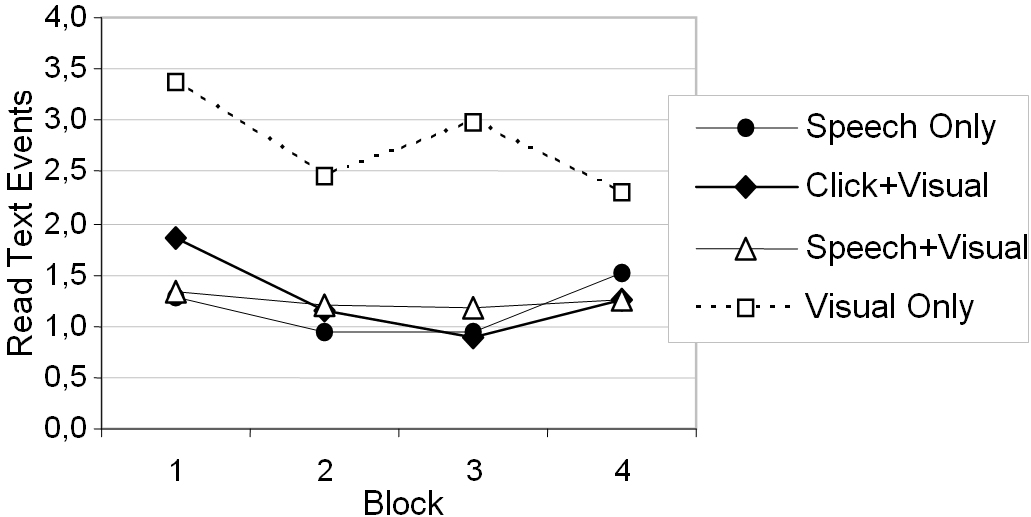 4,0
3,5
3,0
2,5
2,0
1,5
1,0
0,5
0,0
Read Text Events
1 2 3 4
Block
Speech Only
Click+Visual
Speech+Visual
Visual Only